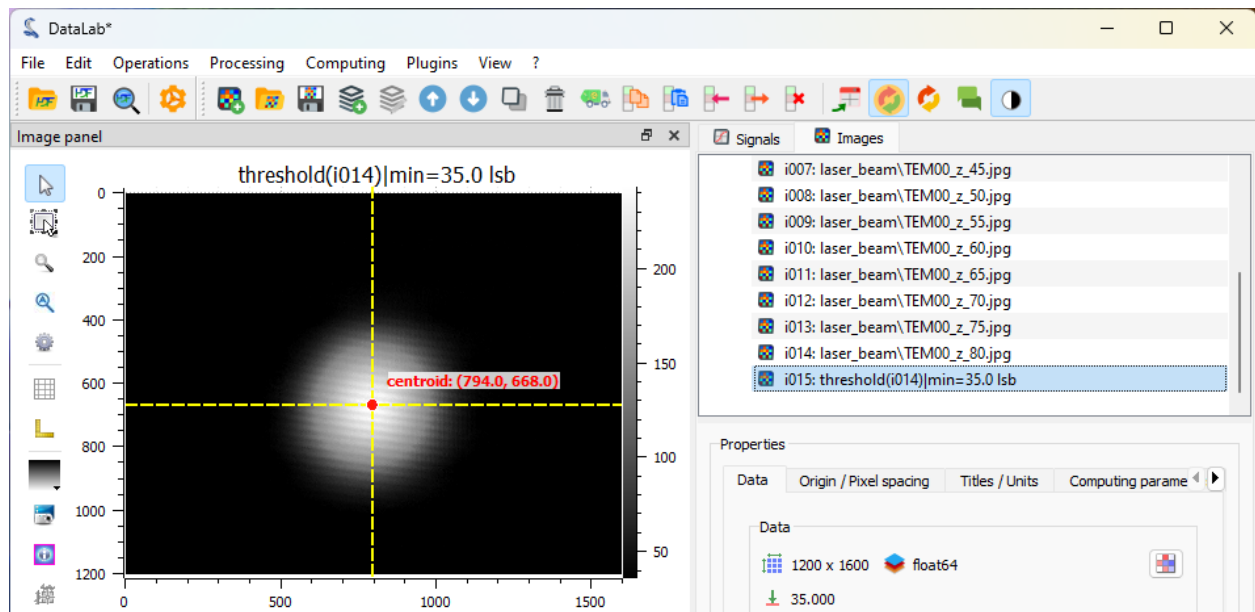 DataLab*
File Edit Operations Processing Computing Plugins View ?
Image panel
threshold(i014)|min=35.0 lsb
0
200
400
600
800
1000
1200
0 500 1000 1500
centroid: (794.0, 668.0)
200
150
100
50
Signals Images
i007: laser_beam\TEM00_z_45.jpg
i008: laser_beam\TEM00_z_50.jpg
i009: laser_beam\TEM00_z_55.jpg
i010: laser_beam\TEM00_z_60.jpg
i011: laser_beam\TEM00_z_65.jpg
i012: laser_beam\TEM00_z_70.jpg
i013: laser_beam\TEM00_z_75.jpg
i014: laser_beam\TEM00_z_80.jpg
i015: threshold(i014)|min=35.0 lsb
Properties
Data Origin / Pixel spacing Titles / Units Computing parame
Data
1200 x 1600 float64
35.000